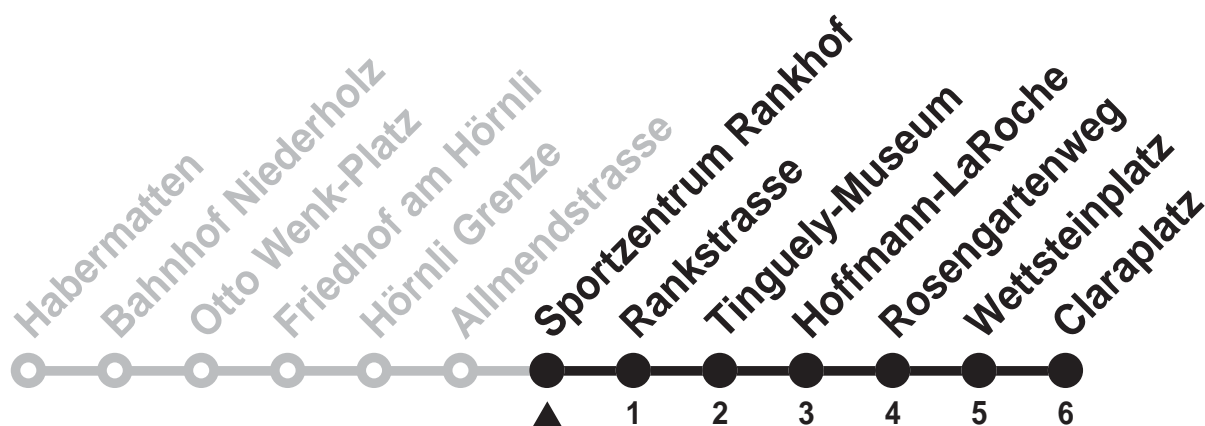 Habermatten
Bahnhof Niederholz
Otto Wenk-Platz
Friedhof am Hörnli
Hörnli Grenze
Allmendstrasse
Sportzentrum Rankhof
Rankstrasse
Tinguely-Museum
Hoffmann-LaRoche
Rosengartenweg
Wettsteinplatz
Claraplatz
1 2 3 4 5 6